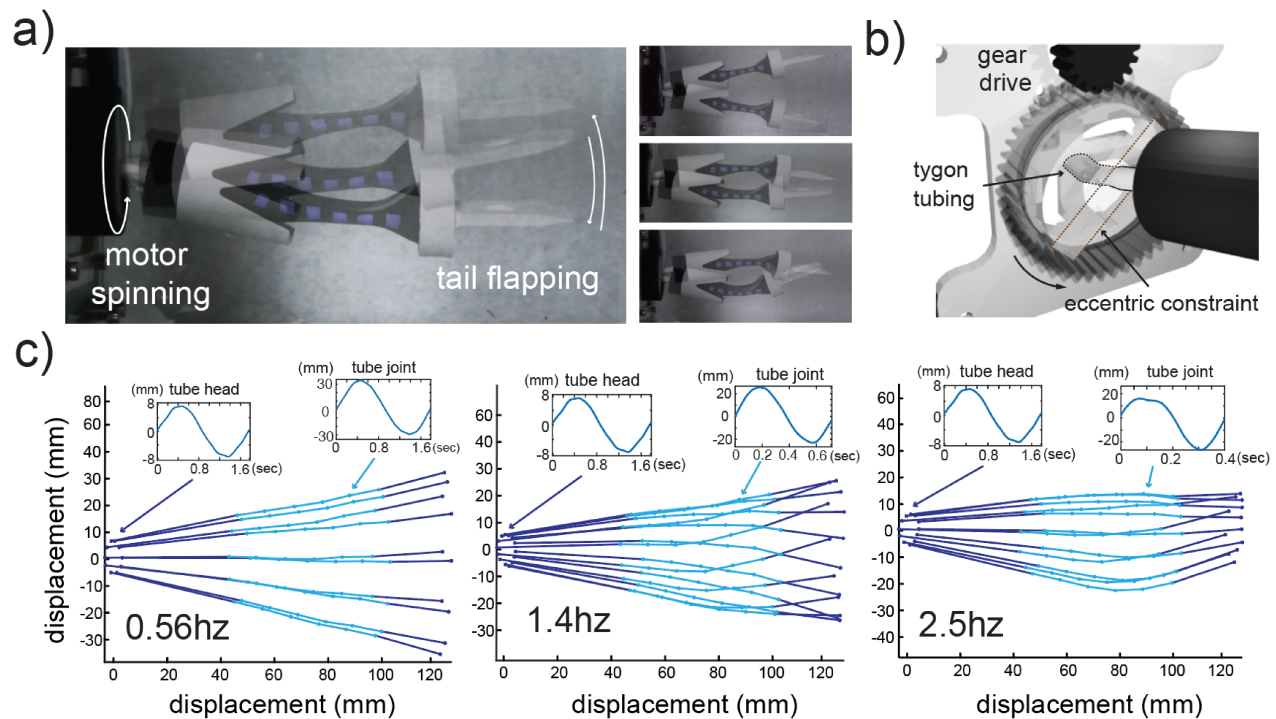 a)
motor
spinning
tail flapping
b)
gear
drive
tygon
tubing
eccentric constraint
c)
displacement (mm)
80
60
40
30
20
10
0
-10
-20
-30
0 20 40 60 80 100 120
displacement (mm)
0.56hz
(mm) tube head
8
0
-8
0 0.8 1.6 (sec)
(mm) tube joint
30
0
-30
0 0.8 1.6 (sec)
60
40
30
20
10
0
-10
-20
-30
0 20 40 60 80 100 120
displacement (mm)
1.4hz
(mm) tube head
8
0
-8
0 0.8 1.6 (sec)
(mm) tube joint
20
0
-20
0 0.2 0.4 0.6 (sec)
60
40
30
20
10
0
-10
-20
-30
-40
0 20 40 60 80 100 120
displacement (mm)
2.5hz
(mm) tube head
8
0
-8
0 0.8 1.6 (sec)
(mm) tube joint
20
0
-20
0 0.2 0.4 (sec)